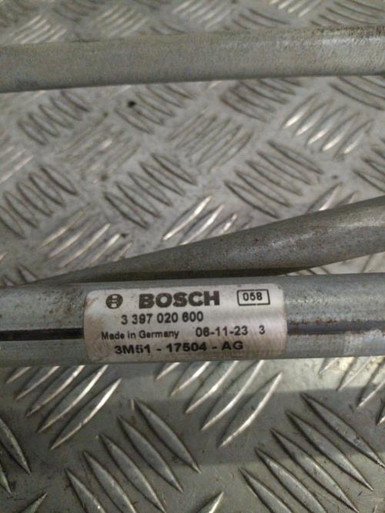 BOSCH 058
3 397 020 600
Made in Germany 06-11-23 3
3M51 - 17504 - AG